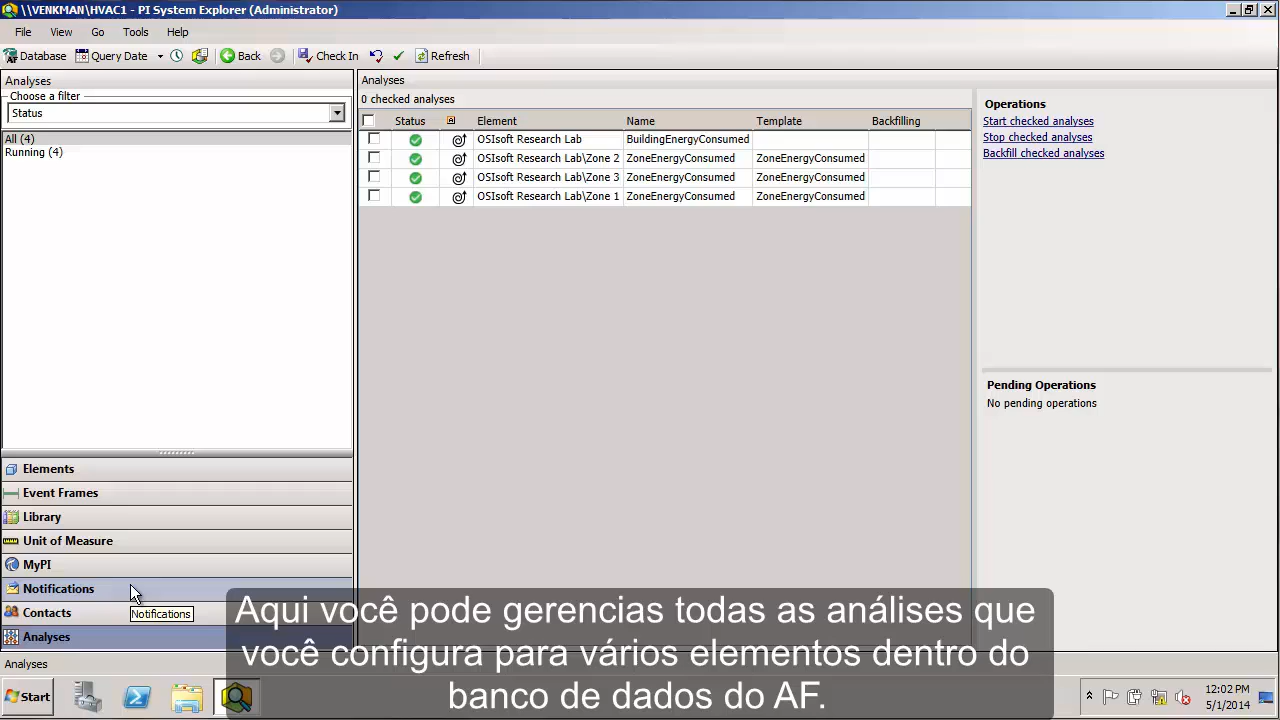 \\VENKMAN\HVAC1 - PI System Explorer (Administrator)
File View Go Tools Help
Database Query Date Back Check In Refresh
Analyses
Choose a filter
Status
All (4)
Running (4)
Elements
Event Frames
Library
Unit of Measure
MyPI
Notifications
Contacts
Analyses
Notifications
Analyses
Analyses
0 checked analyses
Status Element Name Template Backfilling
OSIsoft Research Lab BuildingEnergyConsumed
OSIsoft Research Lab\Zone 2 ZoneEnergyConsumed ZoneEnergyConsumed
OSIsoft Research Lab\Zone 3 ZoneEnergyConsumed ZoneEnergyConsumed
OSIsoft Research Lab\Zone 1 ZoneEnergyConsumed ZoneEnergyConsumed
Operations
Start checked analyses
Stop checked analyses
Backfill checked analyses
Pending Operations
No pending operations
Aqui você pode gerencias todas as análises que
você configura para vários elementos dentro do
banco de dados do AF.
Start
12:02 PM
5/1/2014